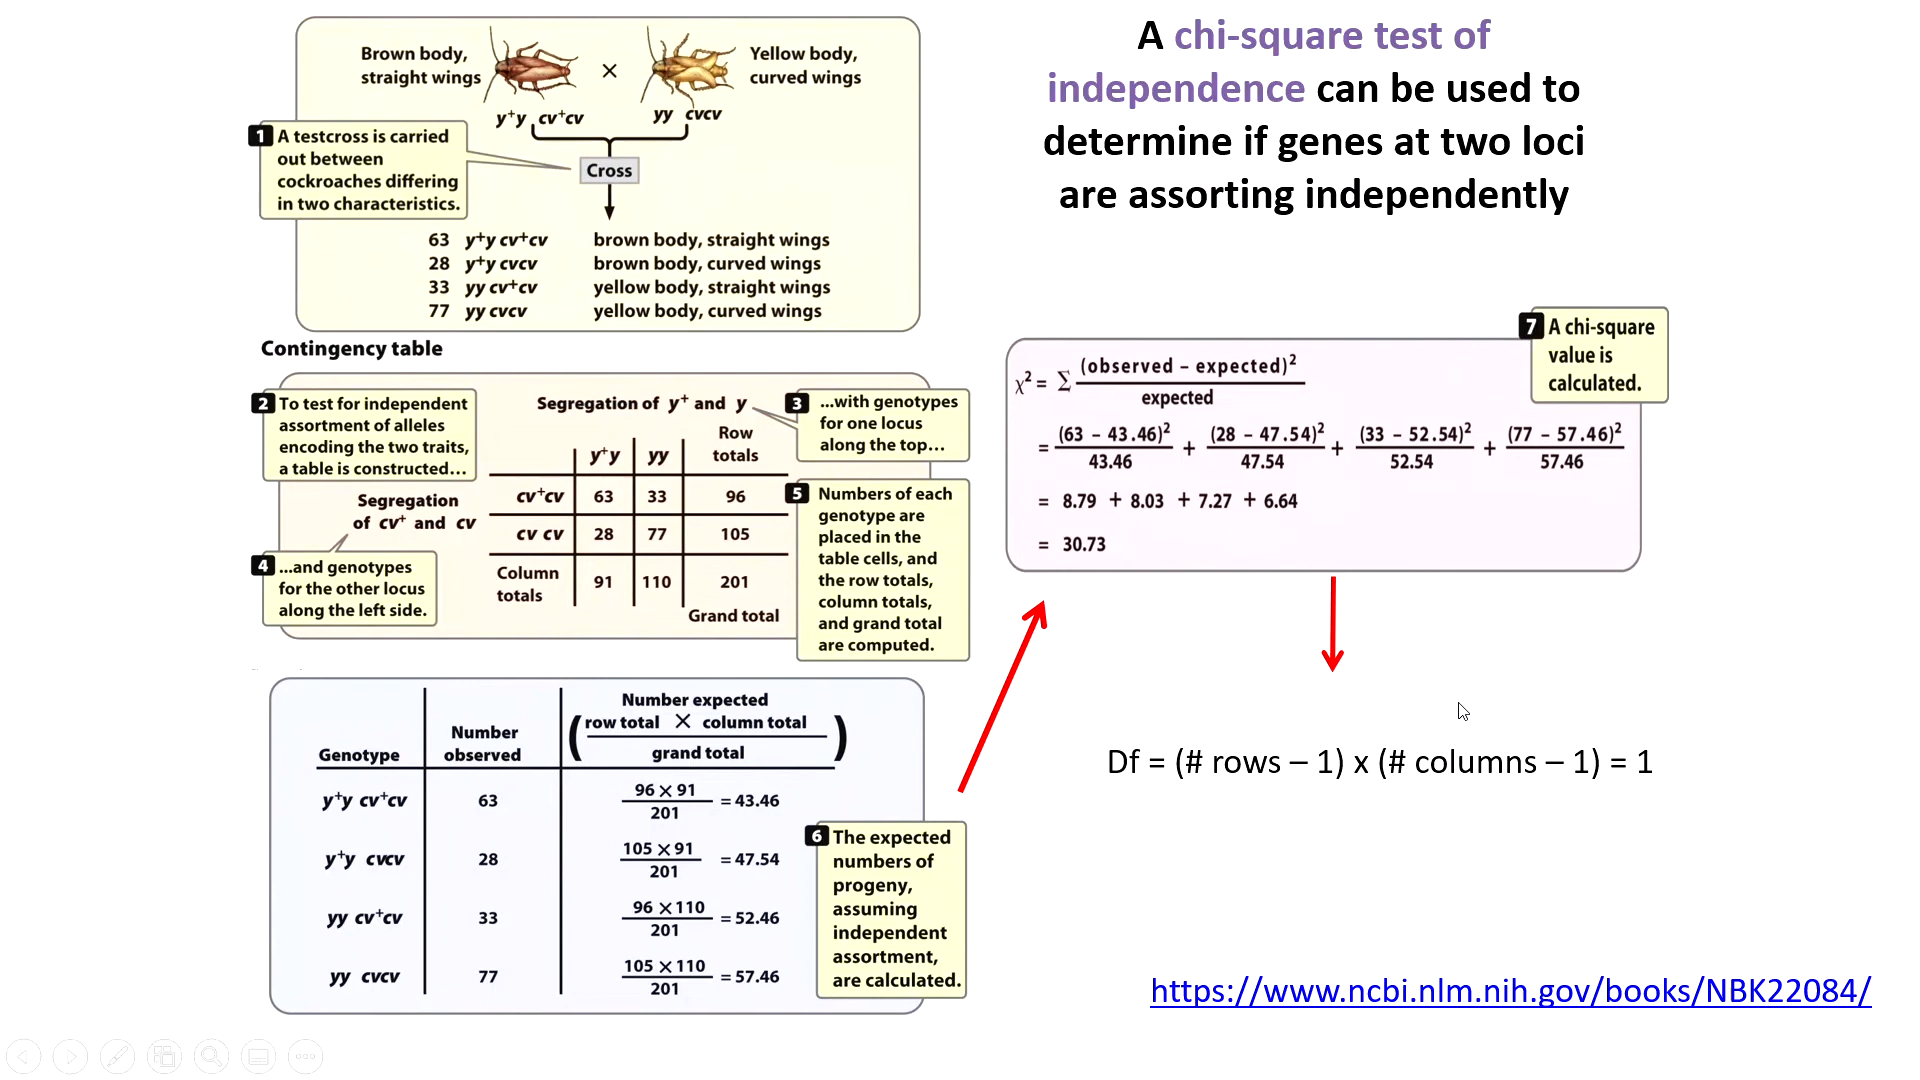 A chi-square test of
independence can be used to
determine if genes at two loci
are assorting independently
Brown body,
straight wings
×
Yellow body,
curved wings
y⁺y cv⁺cv
yy cvcv
1 A testcross is carried
out between
cockroaches differing
in two characteristics.
Cross
63 y⁺y cv⁺cv brown body, straight wings
28 y⁺y cvcv brown body, curved wings
33 yy cv⁺cv yellow body, straight wings
77 yy cvcv yellow body, curved wings
Contingency table
2 To test for independent
assortment of alleles
encoding the two traits,
a table is constructed…
Segregation of y⁺ and y
3 …with genotypes
for one locus
along the top…
y⁺y yy Row totals
cv⁺cv 63 33 96
cv cv 28 77 105
Column totals 91 110 201
Grand total
Segregation
of cv⁺ and cv
4 …and genotypes
for the other locus
along the left side.
5 Numbers of each
genotype are
placed in the
table cells, and
the row totals,
column totals,
and grand total
are computed.
Genotype
Number
observed
Number expected
(row total × column total / grand total)
y⁺y cv⁺cv 63 96 × 91 / 201 = 43.46
y⁺y cvcv 28 105 × 91 / 201 = 47.54
yy cv⁺cv 33 96 × 110 / 201 = 52.46
yy cvcv 77 105 × 110 / 201 = 57.46
6 The expected
numbers of
progeny,
assuming
independent
assortment,
are calculated.
7 A chi-square
value is
calculated.
χ² = Σ (observed – expected)² / expected
= (63 – 43.46)² / 43.46 + (28 – 47.54)² / 47.54 + (33 – 52.54)² / 52.54 + (77 – 57.46)² / 57.46
= 8.79 + 8.03 + 7.27 + 6.64
= 30.73
Df = (# rows – 1) x (# columns – 1) = 1
https://www.ncbi.nlm.nih.gov/books/NBK22084/